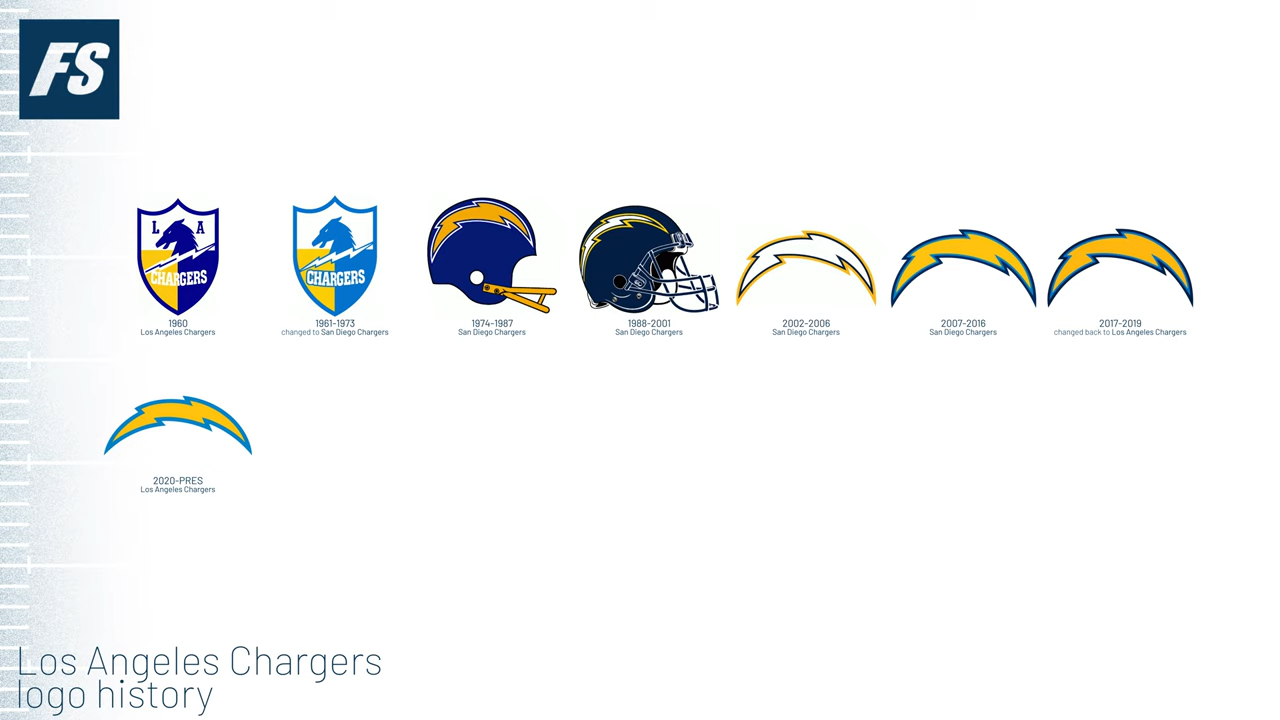 FS
L A
CHARGERS
1960
Los Angeles Chargers
CHARGERS
1961-1973
changed to San Diego Chargers
1974-1987
San Diego Chargers
1988-2001
San Diego Chargers
2002-2006
San Diego Chargers
2007-2016
San Diego Chargers
2017-2019
changed back to Los Angeles Chargers
2020-PRES
Los Angeles Chargers
Los Angeles Chargers
logo history